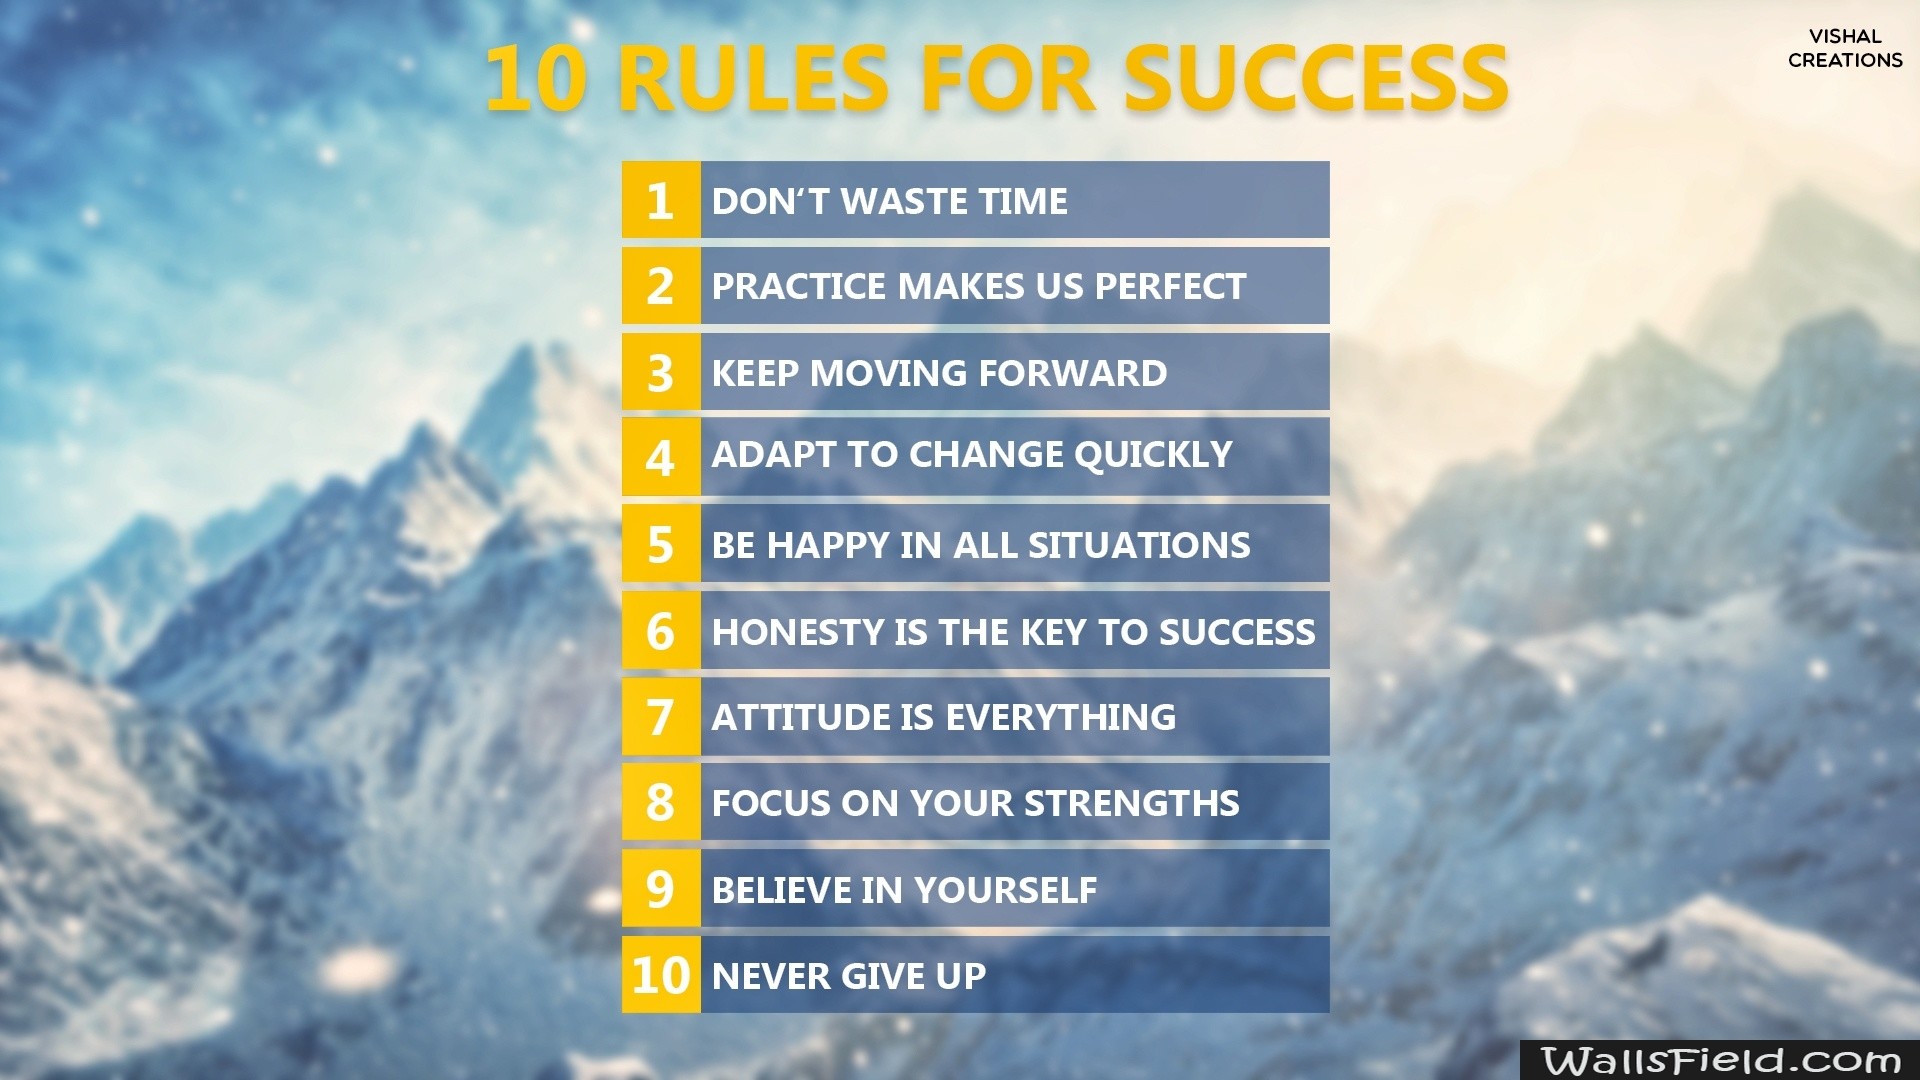 10 RULES FOR SUCCESS
VISHAL
CREATIONS
1 DON‘T WASTE TIME
2 PRACTICE MAKES US PERFECT
3 KEEP MOVING FORWARD
4 ADAPT TO CHANGE QUICKLY
5 BE HAPPY IN ALL SITUATIONS
6 HONESTY IS THE KEY TO SUCCESS
7 ATTITUDE IS EVERYTHING
8 FOCUS ON YOUR STRENGTHS
9 BELIEVE IN YOURSELF
10 NEVER GIVE UP
WallsField.com